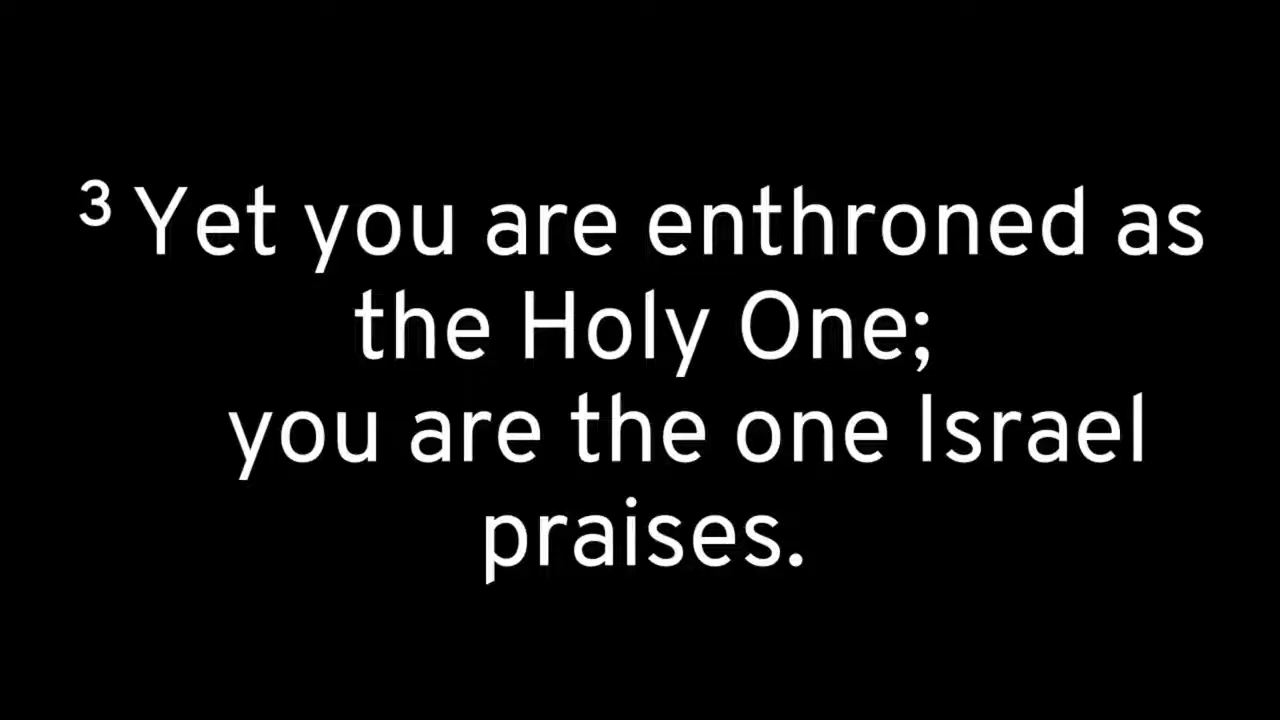 ³ Yet you are enthroned as
the Holy One;
you are the one Israel
praises.